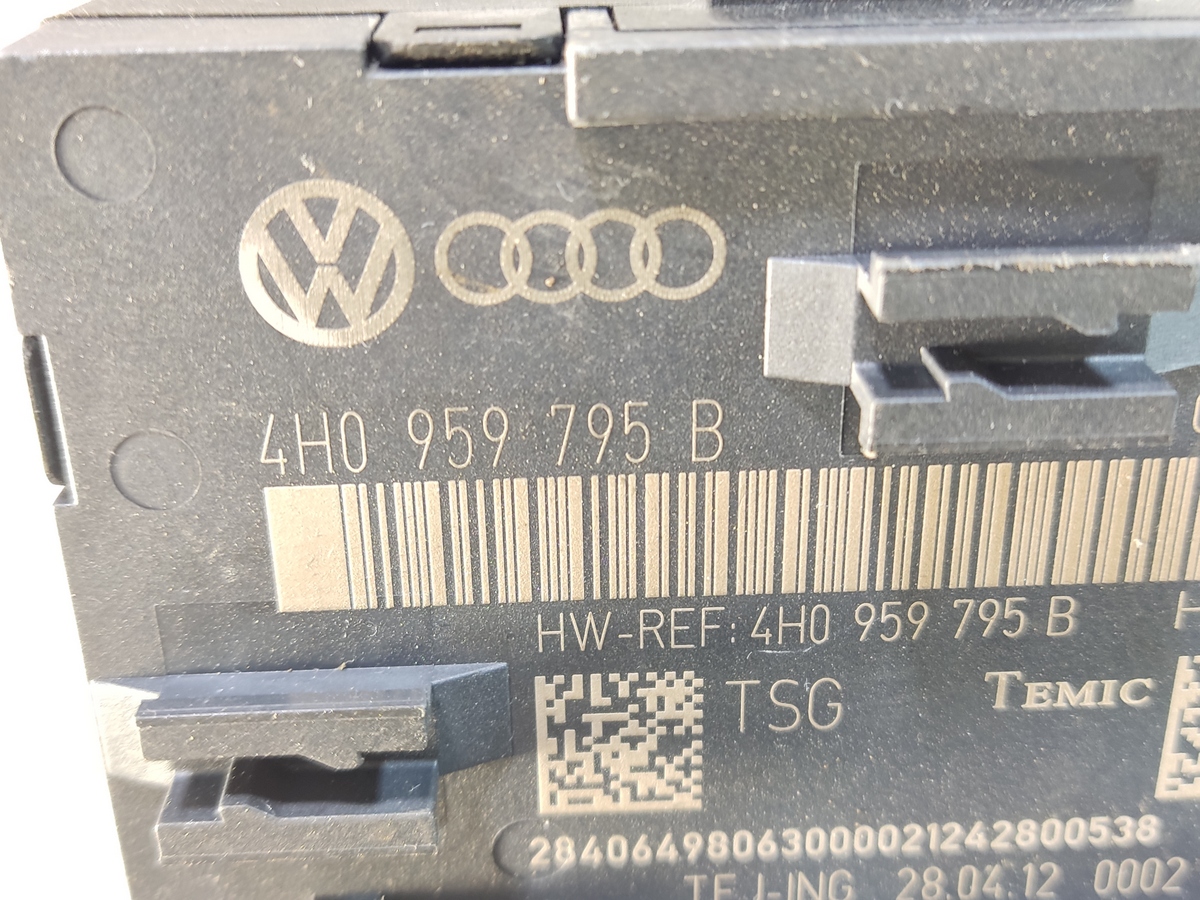 4H0 959 795 B
HW-REF: 4H0 959 795 B
TSG
TEMIC
28406498063000021242800538
28.04.12 0002